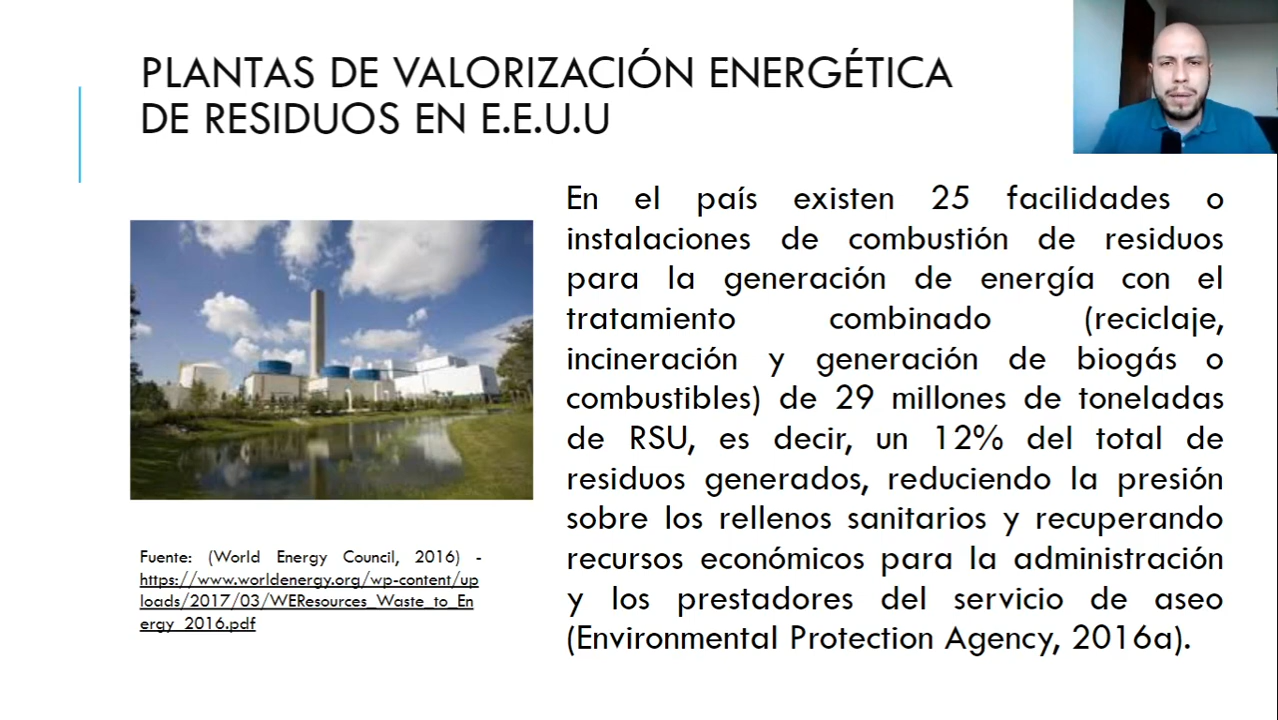 PLANTAS DE VALORIZACIÓN ENERGÉTICA
DE RESIDUOS EN E.E.U.U
En el país existen 25 facilidades o
instalaciones de combustión de residuos
para la generación de energía con el
tratamiento combinado (reciclaje,
incineración y generación de biogás o
combustibles) de 29 millones de toneladas
de RSU, es decir, un 12% del total de
residuos generados, reduciendo la presión
sobre los rellenos sanitarios y recuperando
recursos económicos para la administración
y los prestadores del servicio de aseo
(Environmental Protection Agency, 2016a).
Fuente: (World Energy Council, 2016) -
https://www.worldenergy.org/wp-content/up
loads/2017/03/WEResources_Waste_to_En
ergy_2016.pdf